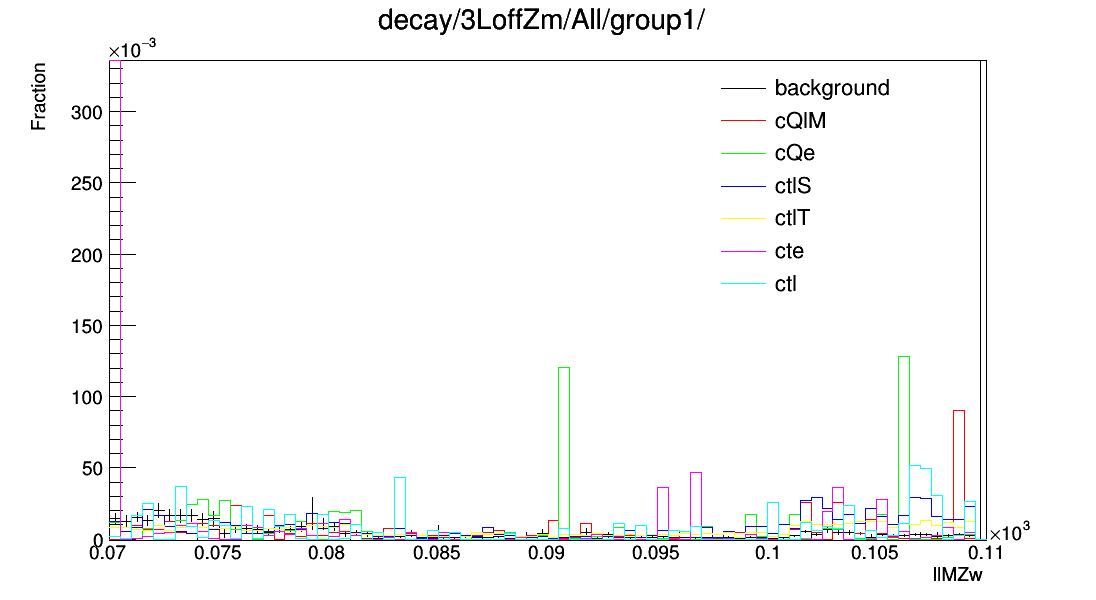 decay/3LoffZm/All/group1/
×10⁻³
Fraction
300
250
200
150
100
50
0
background
cQlM
cQe
ctlS
ctlT
cte
ctl
0.07 0.075 0.08 0.085 0.09 0.095 0.1 0.105 0.11
×10³
llMZw